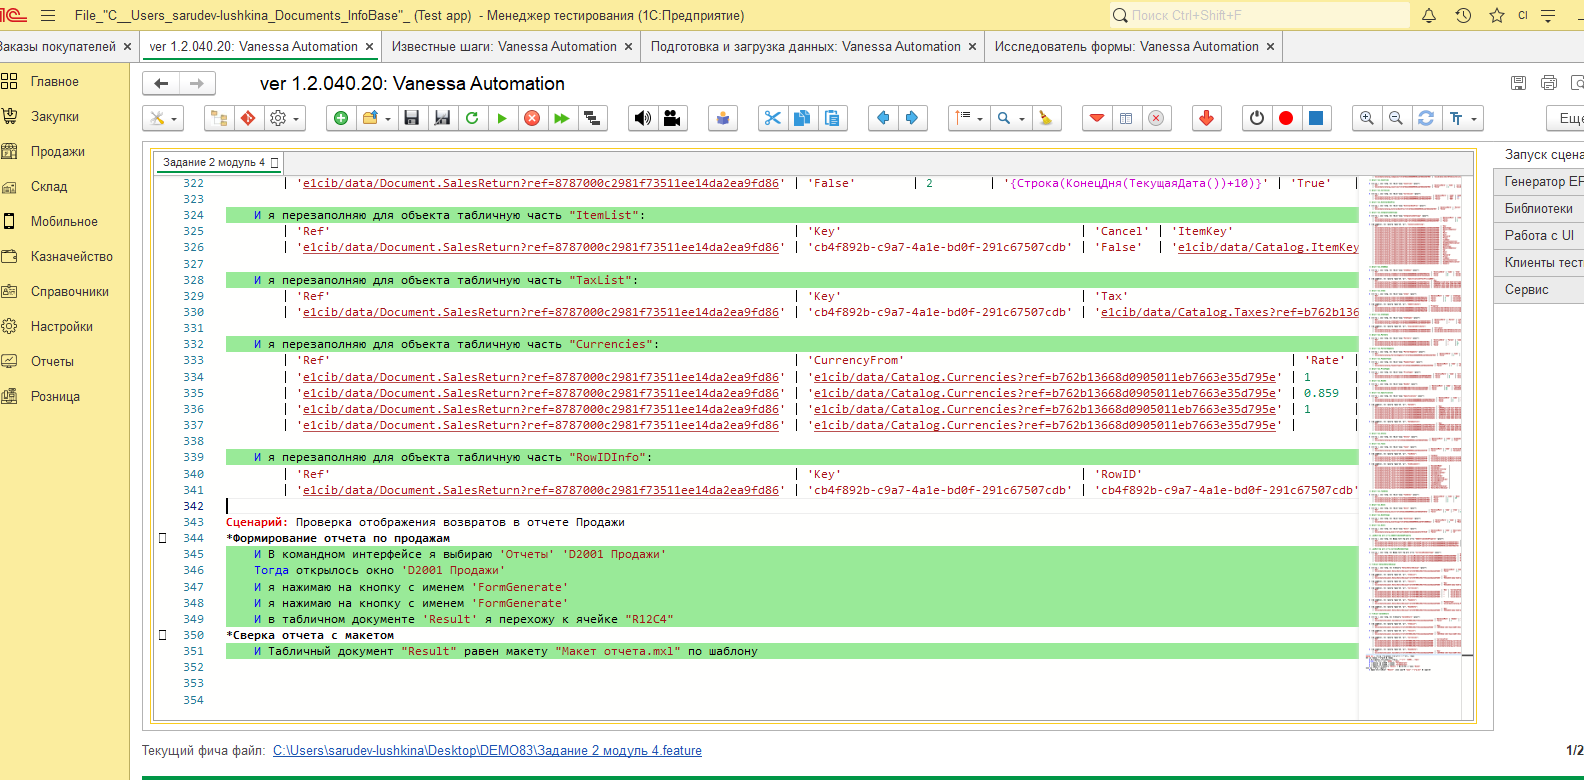 File_"C__Users_sarudev-lushkina_Documents_InfoBase"_ (Test app) - Менеджер тестирования (1С:Предприятие)
Поиск Ctrl+Shift+F
Cl
Заказы покупателей ×
ver 1.2.040.20: Vanessa Automation ×
Известные шаги: Vanessa Automation ×
Подготовка и загрузка данных: Vanessa Automation ×
Исследователь формы: Vanessa Automation ×
Главное
Закупки
Продажи
Склад
Мобильное
Казначейство
Справочники
Настройки
Отчеты
Розница
ver 1.2.040.20: Vanessa Automation
Еще
Задание 2 модуль 4
322 | 'e1cib/data/Document.SalesReturn?ref=8787000c2981f73511ee14da2ea9fd86' | 'False' | 2 | '{Строка(КонецДня(ТекущаяДата())+10)}' | 'True' |
323
324 И я перезаполняю для объекта табличную часть "ItemList":
325 | 'Ref' | 'Key' | 'Cancel' | 'ItemKey'
326 | 'e1cib/data/Document.SalesReturn?ref=8787000c2981f73511ee14da2ea9fd86' | 'cb4f892b-c9a7-4a1e-bd0f-291c67507cdb' | 'False' | 'e1cib/data/Catalog.ItemKey
327
328 И я перезаполняю для объекта табличную часть "TaxList":
329 | 'Ref' | 'Key' | 'Tax'
330 | 'e1cib/data/Document.SalesReturn?ref=8787000c2981f73511ee14da2ea9fd86' | 'cb4f892b-c9a7-4a1e-bd0f-291c67507cdb' | 'e1cib/data/Catalog.Taxes?ref=b762b136
331
332 И я перезаполняю для объекта табличную часть "Currencies":
333 | 'Ref' | 'CurrencyFrom' | 'Rate' |
334 | 'e1cib/data/Document.SalesReturn?ref=8787000c2981f73511ee14da2ea9fd86' | 'e1cib/data/Catalog.Currencies?ref=b762b13668d0905011eb7663e35d795e' | 1 |
335 | 'e1cib/data/Document.SalesReturn?ref=8787000c2981f73511ee14da2ea9fd86' | 'e1cib/data/Catalog.Currencies?ref=b762b13668d0905011eb7663e35d795e' | 0.859 |
336 | 'e1cib/data/Document.SalesReturn?ref=8787000c2981f73511ee14da2ea9fd86' | 'e1cib/data/Catalog.Currencies?ref=b762b13668d0905011eb7663e35d795e' | 1 |
337 | 'e1cib/data/Document.SalesReturn?ref=8787000c2981f73511ee14da2ea9fd86' | 'e1cib/data/Catalog.Currencies?ref=b762b13668d0905011eb7663e35d795e' | |
338
339 И я перезаполняю для объекта табличную часть "RowIDInfo":
340 | 'Ref' | 'Key' | 'RowID'
341 | 'e1cib/data/Document.SalesReturn?ref=8787000c2981f73511ee14da2ea9fd86' | 'cb4f892b-c9a7-4a1e-bd0f-291c67507cdb' | 'cb4f892b-c9a7-4a1e-bd0f-291c67507cdb'
342
343 Сценарий: Проверка отображения возвратов в отчете Продажи
344 *Формирование отчета по продажам
345 И В командном интерфейсе я выбираю 'Отчеты' 'D2001 Продажи'
346 Тогда открылось окно 'D2001 Продажи'
347 И я нажимаю на кнопку с именем 'FormGenerate'
348 И я нажимаю на кнопку с именем 'FormGenerate'
349 И в табличном документе 'Result' я перехожу к ячейке "R12C4"
350 *Сверка отчета с макетом
351 И Табличный документ "Result" равен макету "Макет отчета.mxl" по шаблону
352
353
354
Запуск сцена
Генератор EP
Библиотеки
Работа с UI
Клиенты тест
Сервис
Текущий фича файл: C:\Users\sarudev-lushkina\Desktop\DEMO83\Задание 2 модуль 4.feature
1/2